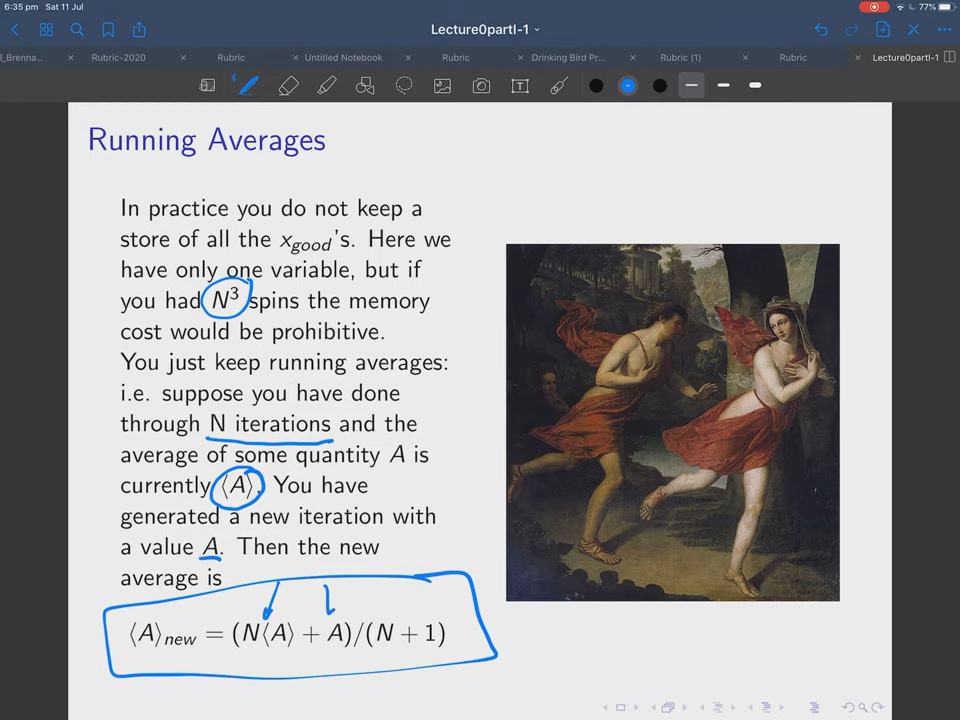 6:35 pm Sat 11 Jul
77%
Lecture0partI-1
I_Brenna...
Rubric-2020
Rubric
Untitled Notebook
Rubric
Drinking Bird Pr...
Rubric (1)
Rubric
Lecture0partI-1
Running Averages
In practice you do not keep a
store of all the x_good's. Here we
have only one variable, but if
you had N³ spins the memory
cost would be prohibitive.
You just keep running averages:
i.e. suppose you have done
through N iterations and the
average of some quantity A is
currently ⟨A⟩. You have
generated a new iteration with
a value A. Then the new
average is
⟨A⟩_new = (N⟨A⟩ + A)/(N + 1)